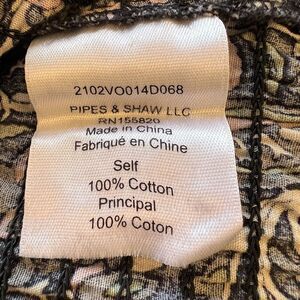 2102VO014D068
PIPES & SHAW LLC
RN155820
Made in China
Fabriqué en Chine
Self
100% Cotton
Principal
100% Coton